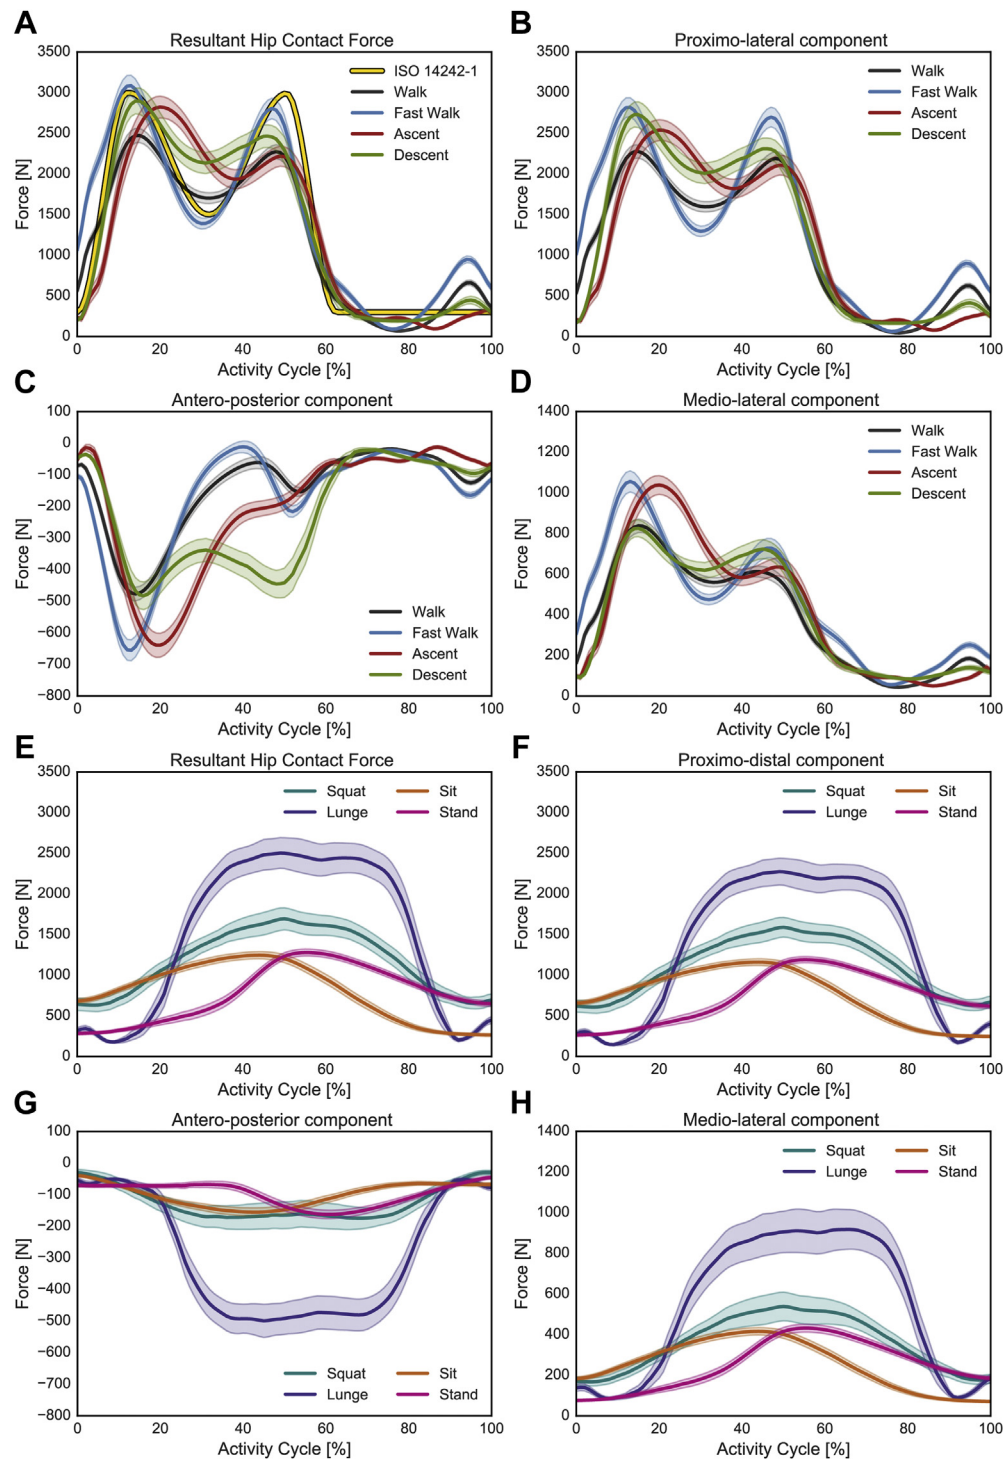 A
Resultant Hip Contact Force
3500
3000
2500
2000
1500
1000
500
0
Force [N]
ISO 14242-1
Walk
Fast Walk
Ascent
Descent
0 20 40 60 80 100
Activity Cycle [%]
B
Proximo-lateral component
3500
3000
2500
2000
1500
1000
500
0
Force [N]
Walk
Fast Walk
Ascent
Descent
0 20 40 60 80 100
Activity Cycle [%]
C
Antero-posterior component
100
0
−100
−200
−300
−400
−500
−600
−700
−800
Force [N]
Walk
Fast Walk
Ascent
Descent
0 20 40 60 80 100
Activity Cycle [%]
D
Medio-lateral component
1400
1200
1000
800
600
400
200
0
Force [N]
Walk
Fast Walk
Ascent
Descent
0 20 40 60 80 100
Activity Cycle [%]
E
Resultant Hip Contact Force
3500
3000
2500
2000
1500
1000
500
0
Force [N]
Squat Sit
Lunge Stand
0 20 40 60 80 100
Activity Cycle [%]
F
Proximo-distal component
3500
3000
2500
2000
1500
1000
500
0
Force [N]
Squat Sit
Lunge Stand
0 20 40 60 80 100
Activity Cycle [%]
G
Antero-posterior component
100
0
−100
−200
−300
−400
−500
−600
−700
−800
Force [N]
Squat Sit
Lunge Stand
0 20 40 60 80 100
Activity Cycle [%]
H
Medio-lateral component
1400
1200
1000
800
600
400
200
0
Force [N]
Squat Sit
Lunge Stand
0 20 40 60 80 100
Activity Cycle [%]